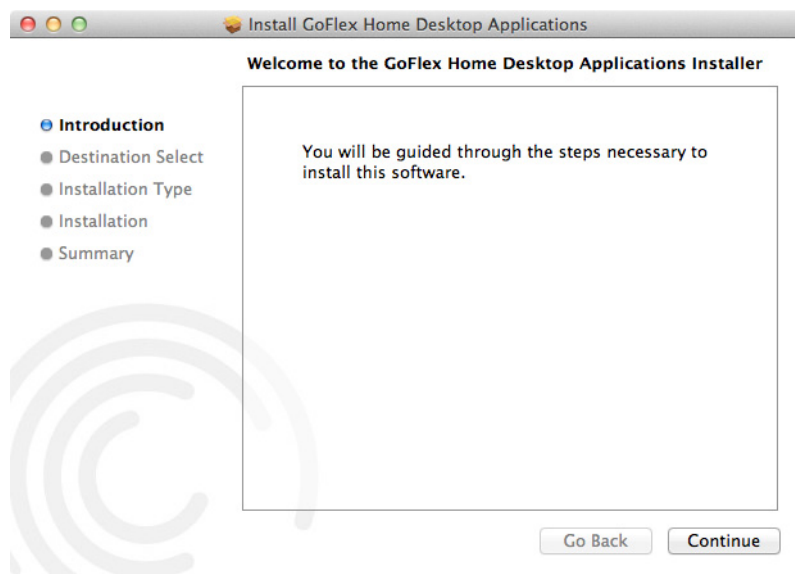 Install GoFlex Home Desktop Applications
Welcome to the GoFlex Home Desktop Applications Installer
Introduction
Destination Select
Installation Type
Installation
Summary
You will be guided through the steps necessary to
install this software.
Go Back
Continue